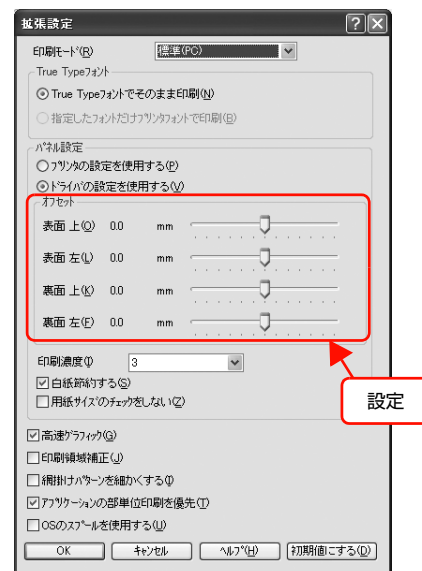 拡張設定
印刷モード(R) 標準(PC)
True Typeフォント
True Typeフォントでそのまま印刷(N)
指定したフォントだけプリンタフォントで印刷(B)
パネル設定
プリンタの設定を使用する(P)
ドライバの設定を使用する(V)
オフセット
表面 上(O) 0.0 mm
表面 左(L) 0.0 mm
裏面 上(K) 0.0 mm
裏面 左(F) 0.0 mm
印刷濃度(I) 3
白紙節約する(S)
用紙サイズのチェックをしない(Z)
設定
高速グラフィック(G)
印刷領域補正(J)
網掛けパターンを細かくする(I)
アプリケーションの部単位印刷を優先(T)
OSのスプールを使用する(U)
OK キャンセル ヘルプ(H) 初期値にする(D)